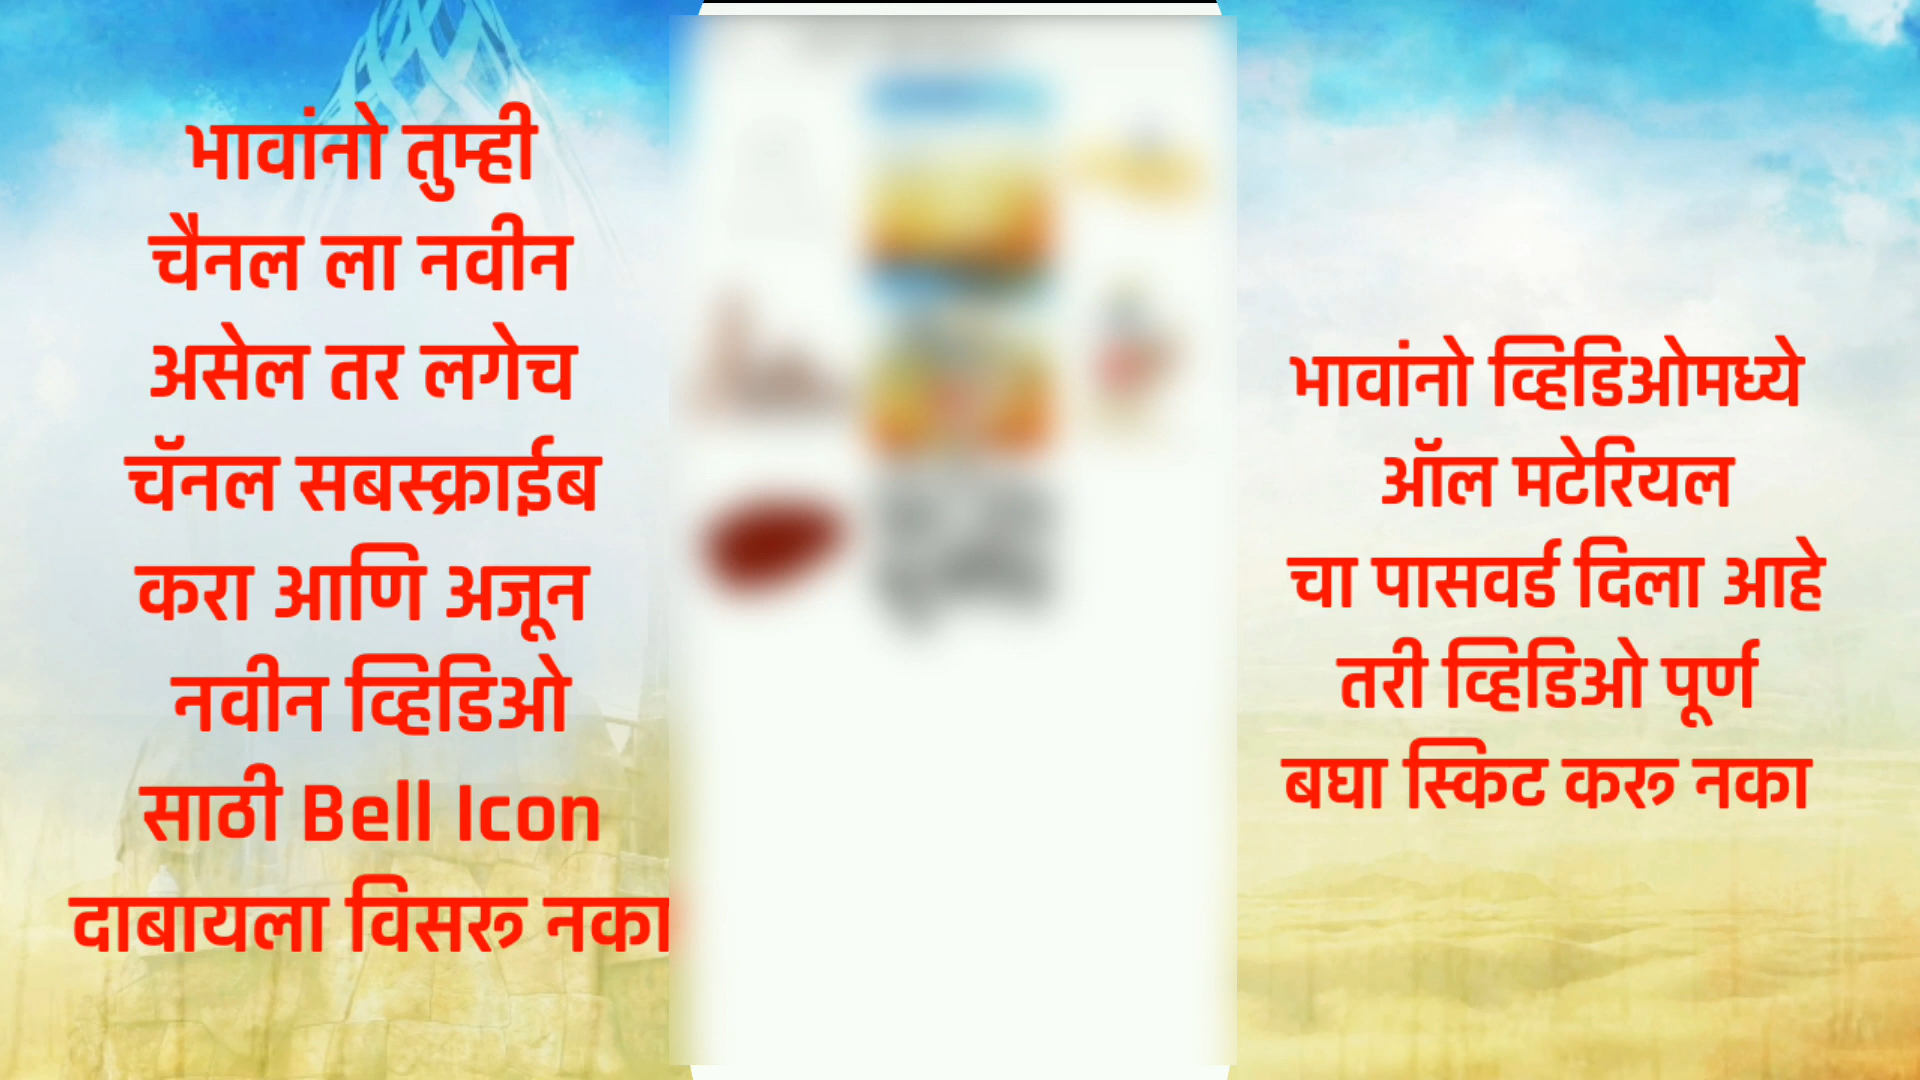 भावांनो तुम्ही
चैनल ला नवीन
असेल तर लगेच
चॅनल सबस्क्राईब
करा आणि अजून
नवीन व्हिडिओ
साठी Bell Icon
दाबायला विसरू नका
भावांनो व्हिडिओमध्ये
ऑल मटेरियल
चा पासवर्ड दिला आहे
तरी व्हिडिओ पूर्ण
बघा स्किट करू नका